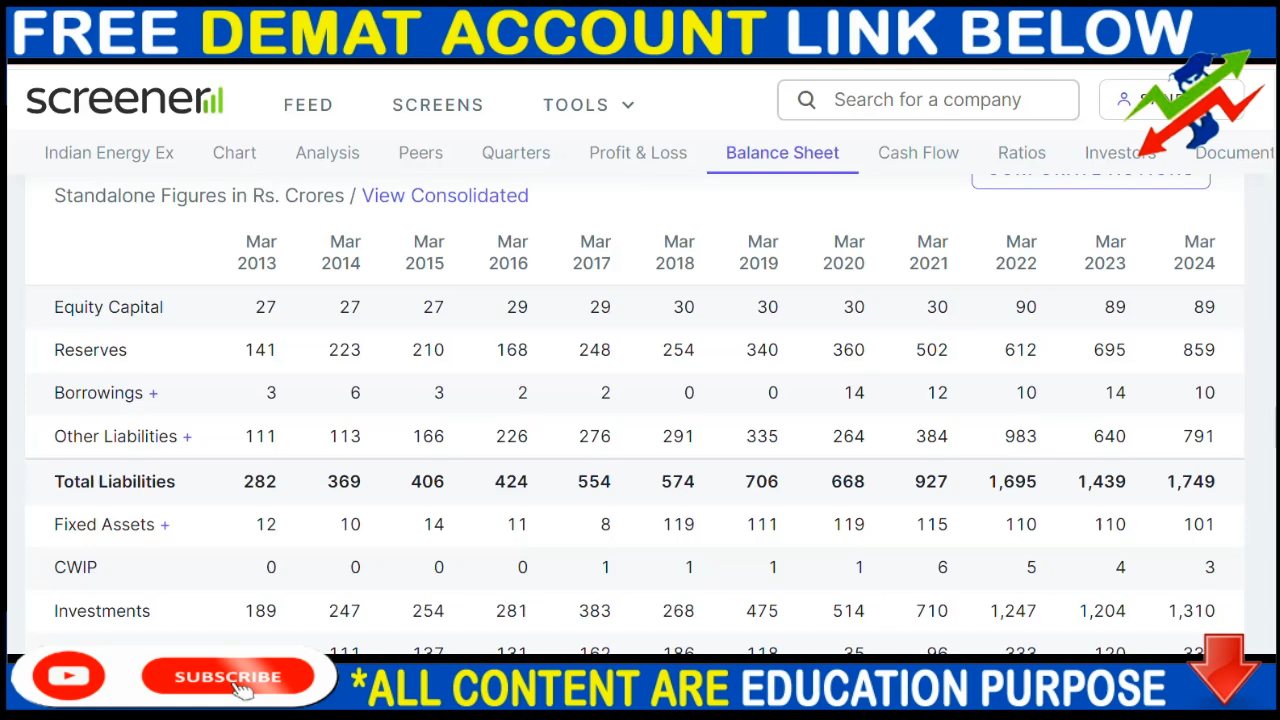 FREE DEMAT ACCOUNT LINK BELOW
screener FEED SCREENS TOOLS Search for a company
Indian Energy Ex Chart Analysis Peers Quarters Profit & Loss Balance Sheet Cash Flow Ratios Investors Document
Standalone Figures in Rs. Crores / View Consolidated
Mar Mar Mar Mar Mar Mar Mar Mar Mar Mar Mar Mar
2013 2014 2015 2016 2017 2018 2019 2020 2021 2022 2023 2024
Equity Capital 27 27 27 29 29 30 30 30 30 90 89 89
Reserves 141 223 210 168 248 254 340 360 502 612 695 859
Borrowings + 3 6 3 2 2 0 0 14 12 10 14 10
Other Liabilities + 111 113 166 226 276 291 335 264 384 983 640 791
Total Liabilities 282 369 406 424 554 574 706 668 927 1,695 1,439 1,749
Fixed Assets + 12 10 14 11 8 119 111 119 115 110 110 101
CWIP 0 0 0 0 1 1 1 1 6 5 4 3
Investments 189 247 254 281 383 268 475 514 710 1,247 1,204 1,310
SUBSCRIBE
*ALL CONTENT ARE EDUCATION PURPOSE